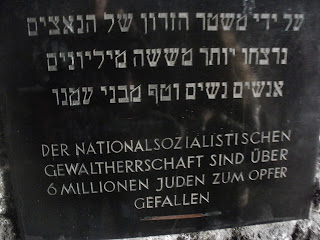 על ידי משטר הזדון של הנאצים
נרצחו יותר מששה מיליונים
אנשים נשים וטף מבני עמנו
DER NATIONALSOZIALISTISCHEN
GEWALTHERRSCHAFT SIND ÜBER
6 MILLIONEN JUDEN ZUM OPFER
GEFALLEN